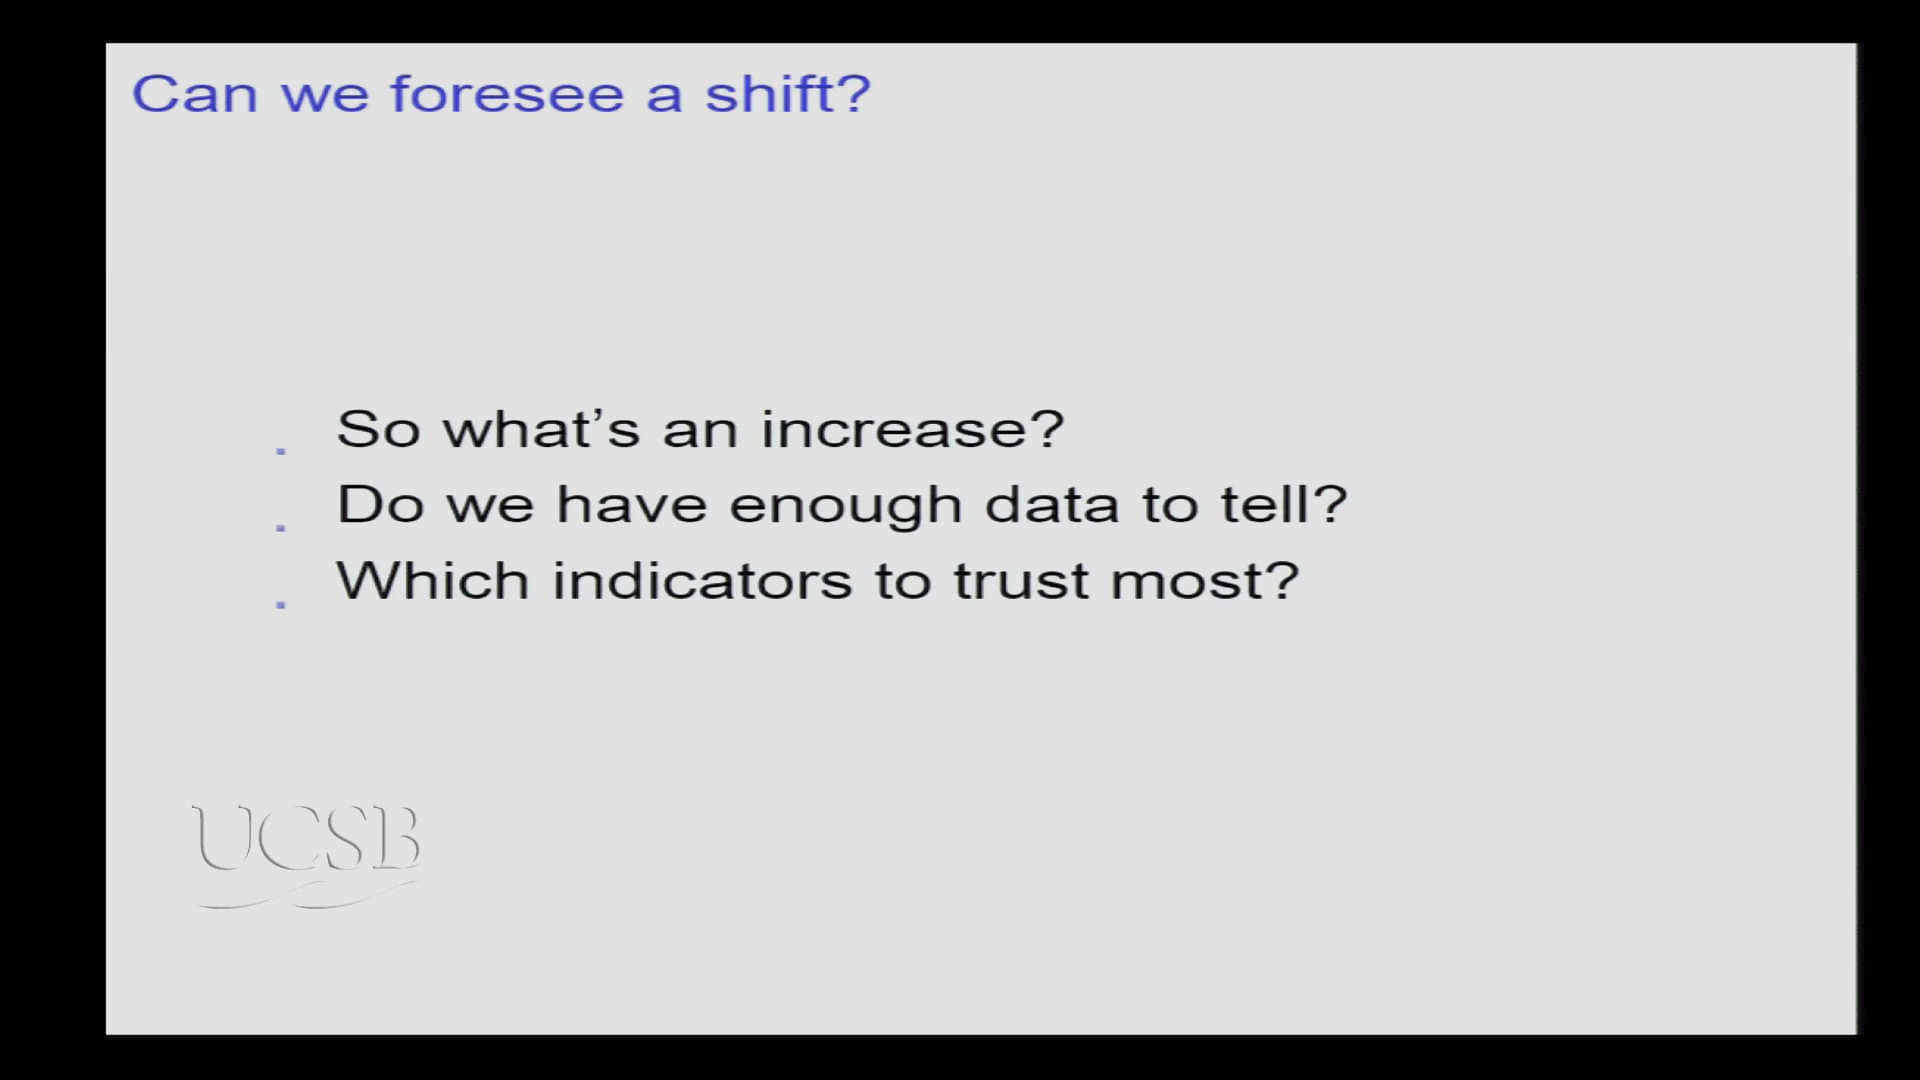 Can we foresee a shift?
So what’s an increase?
Do we have enough data to tell?
Which indicators to trust most?
UCSB